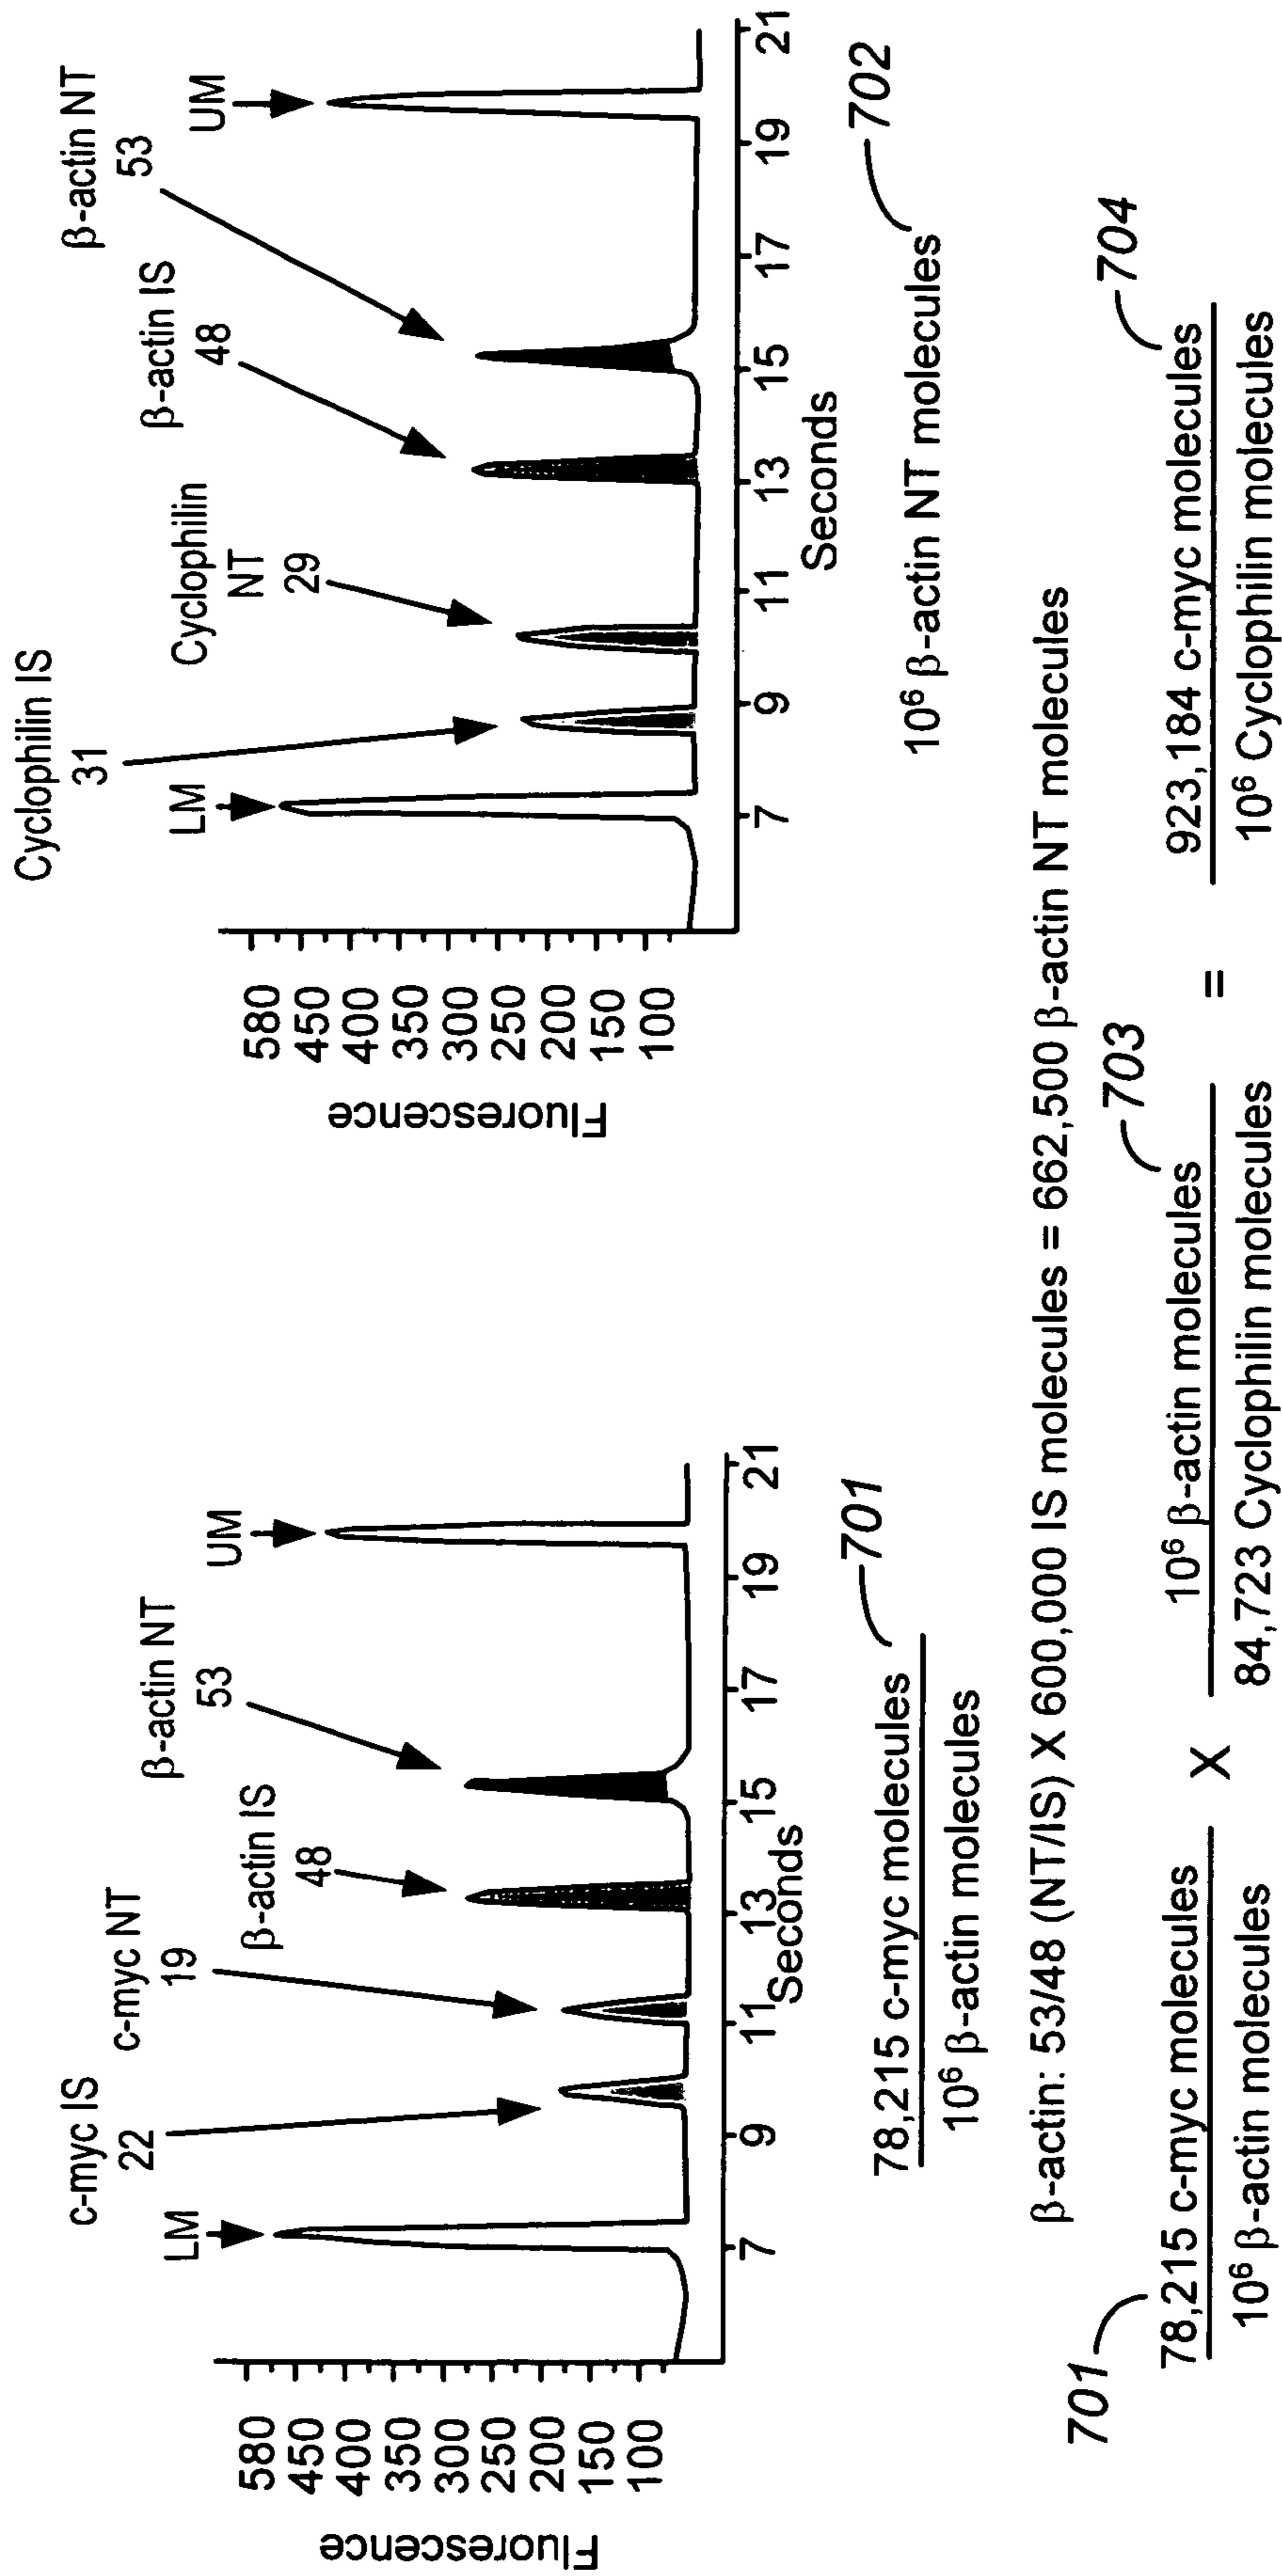 c-myc IS
22
c-myc NT
19
β-actin IS
48
β-actin NT
53
LM
UM
Fluorescence
580
450
400
350
300
250
200
150
100
7
9
11
13
15
17
19
21
Seconds
Cyclophilin IS
31
Cyclophilin
NT
29
β-actin IS
48
β-actin NT
53
LM
UM
Fluorescence
580
450
400
350
300
250
200
150
100
7
9
11
13
15
17
19
21
Seconds
78,215 c-myc molecules
10⁶ β-actin molecules
701
10⁶ β-actin NT molecules
702
β-actin: 53/48 (NT/IS) X 600,000 IS molecules = 662,500 β-actin NT molecules
701
78,215 c-myc molecules
10⁶ β-actin molecules
X
10⁶ β-actin molecules
84,723 Cyclophilin molecules
703
=
923,184 c-myc molecules
10⁶ Cyclophilin molecules
704